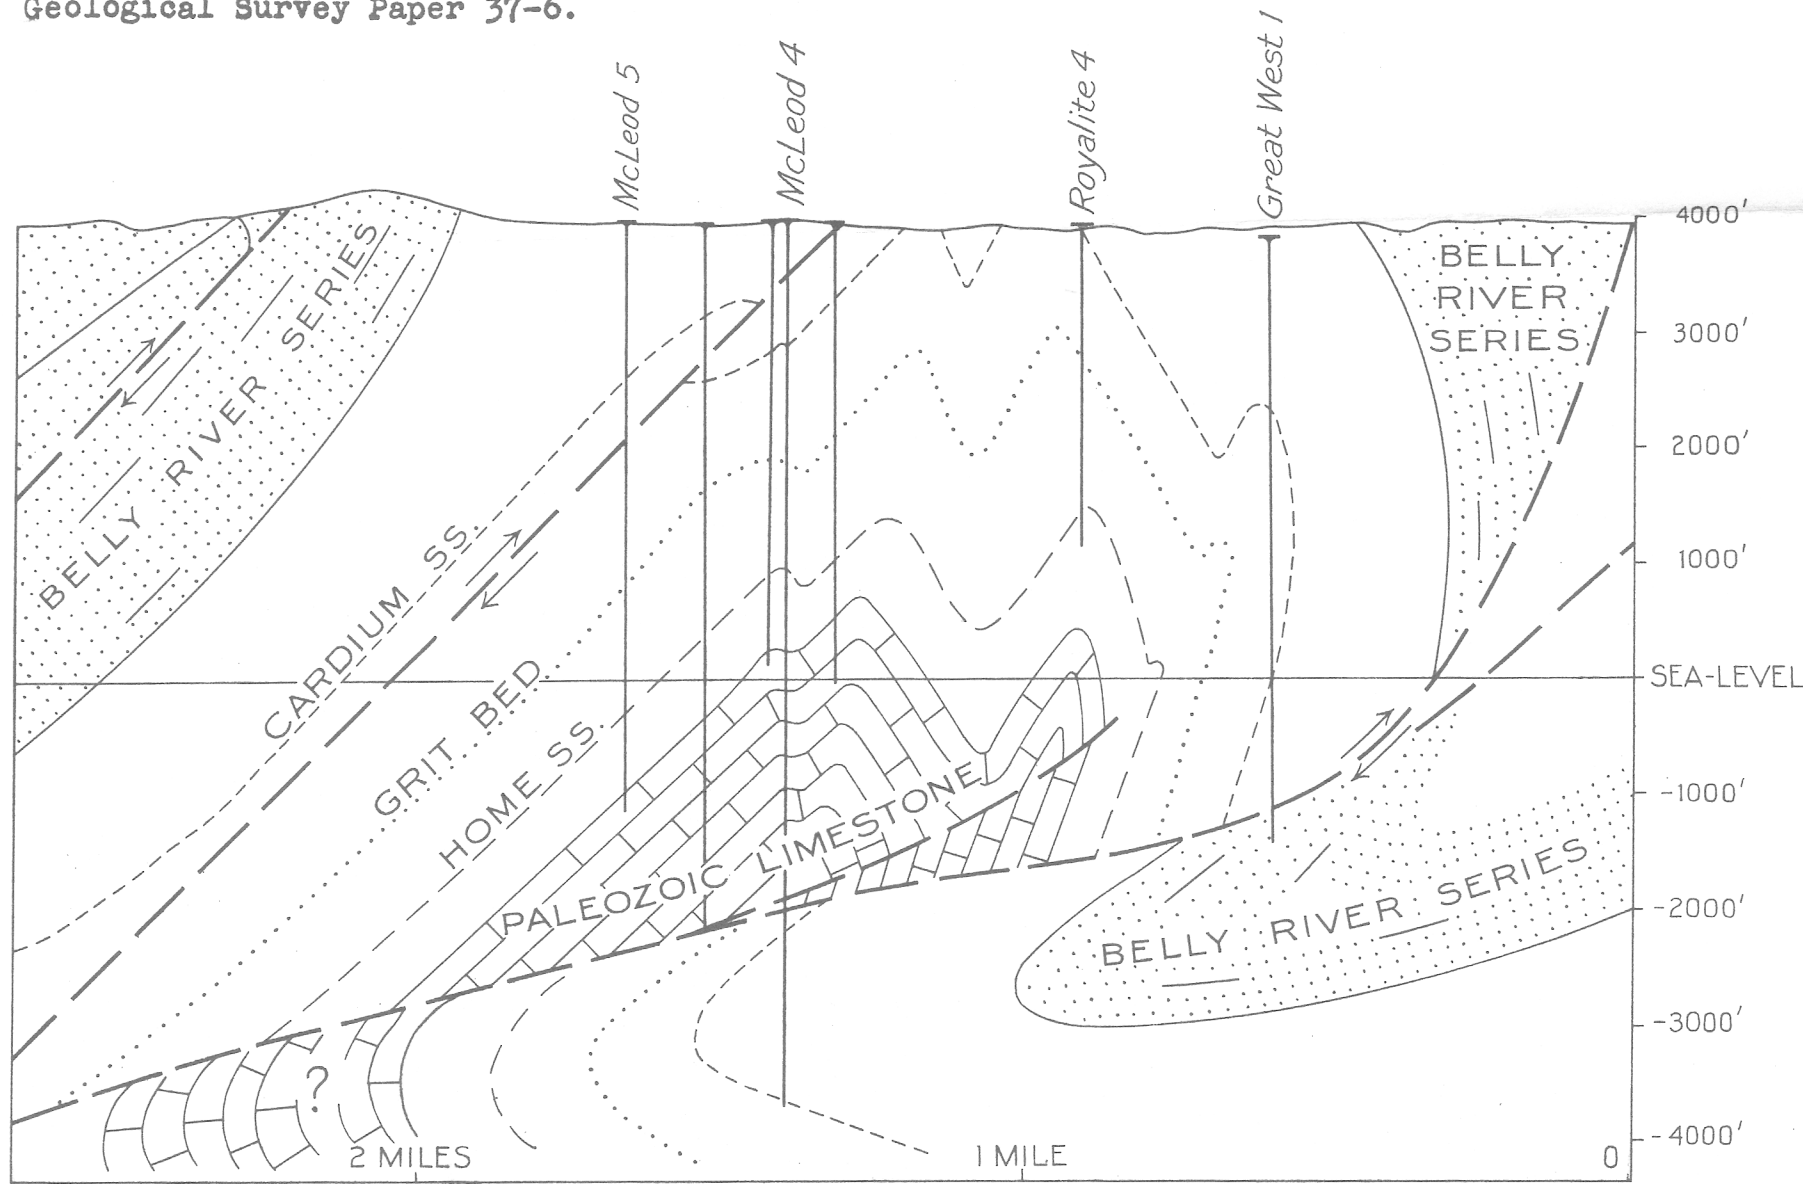 Geological Survey Paper 37-6.
McLeod 5
McLeod 4
Royalite 4
Great West 1
4000'
3000'
2000'
1000'
SEA-LEVEL
-1000'
-2000'
-3000'
-4000'
BELLY RIVER SERIES
BELLY
RIVER
SERIES
CARDIUM SS.
GRIT BED
HOME SS.
PALEOZOIC LIMESTONE
BELLY RIVER SERIES
?
2 MILES
1 MILE
0